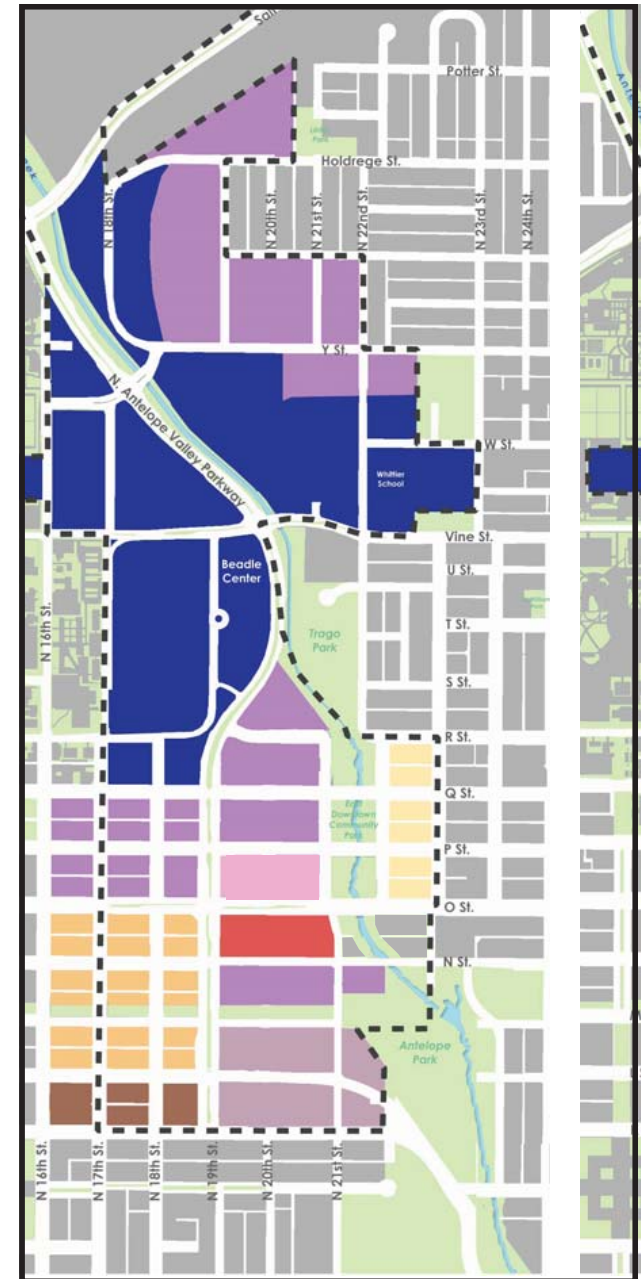 Potter St.
Holdrege St.
N 18th St.
N 20th St.
N 21st St.
N 22nd St.
N 23rd St.
N 24th St.
Y St.
N. Antelope Valley Parkway
W St.
Whittier
School
Vine St.
Beadle
Center
U St.
T St.
N 16th St.
Trago
Park
S St.
R St.
Q St.
East
Downtown
Community
Park
P St.
O St.
N St.
Antelope
Park
N 16th St.
N 17th St.
N 18th St.
N 19th St.
N 20th St.
N 21st St.